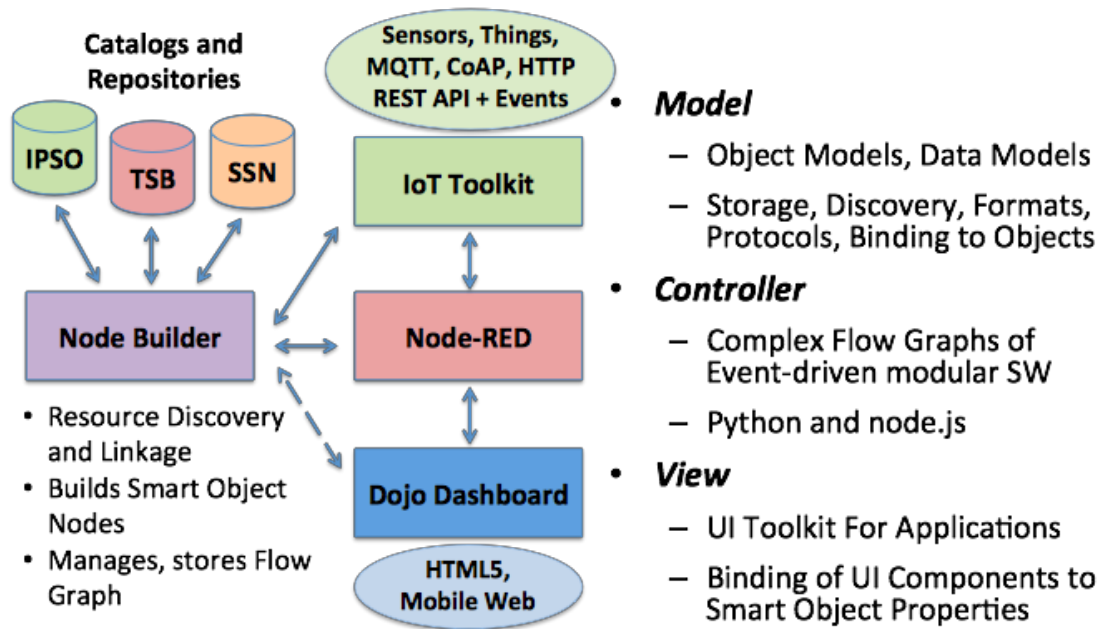 Catalogs and
Repositories
IPSO
TSB
SSN
Node Builder
• Resource Discovery
and Linkage
• Builds Smart Object
Nodes
• Manages, stores Flow
Graph
Sensors, Things,
MQTT, CoAP, HTTP
REST API + Events
IoT Toolkit
Node-RED
Dojo Dashboard
HTML5,
Mobile Web
• Model
– Object Models, Data Models
– Storage, Discovery, Formats,
Protocols, Binding to Objects
• Controller
– Complex Flow Graphs of
Event-driven modular SW
– Python and node.js
• View
– UI Toolkit For Applications
– Binding of UI Components to
Smart Object Properties